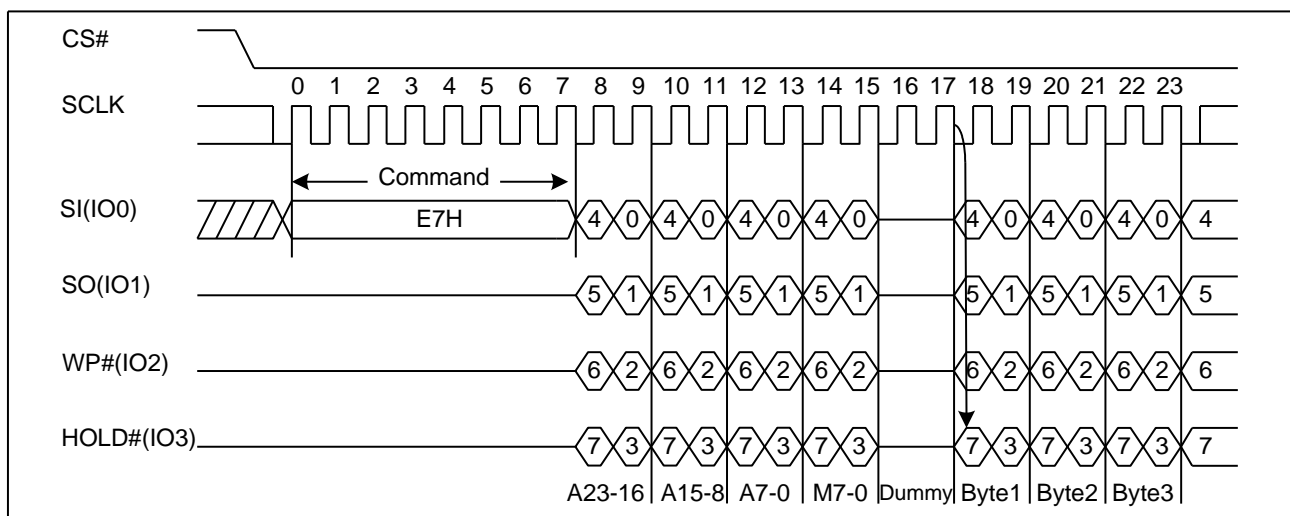 CS#
0 1 2 3 4 5 6 7 8 9 10 11 12 13 14 15 16 17 18 19 20 21 22 23
SCLK
Command
SI(IO0)
E7H
4 0 4 0 4 0 4 0 4 0 4 0 4 0 4
SO(IO1)
5 1 5 1 5 1 5 1 5 1 5 1 5 1 5
WP#(IO2)
6 2 6 2 6 2 6 2 6 2 6 2 6 2 6
HOLD#(IO3)
7 3 7 3 7 3 7 3 7 3 7 3 7 3 7
A23-16 A15-8 A7-0 M7-0 Dummy Byte1 Byte2 Byte3